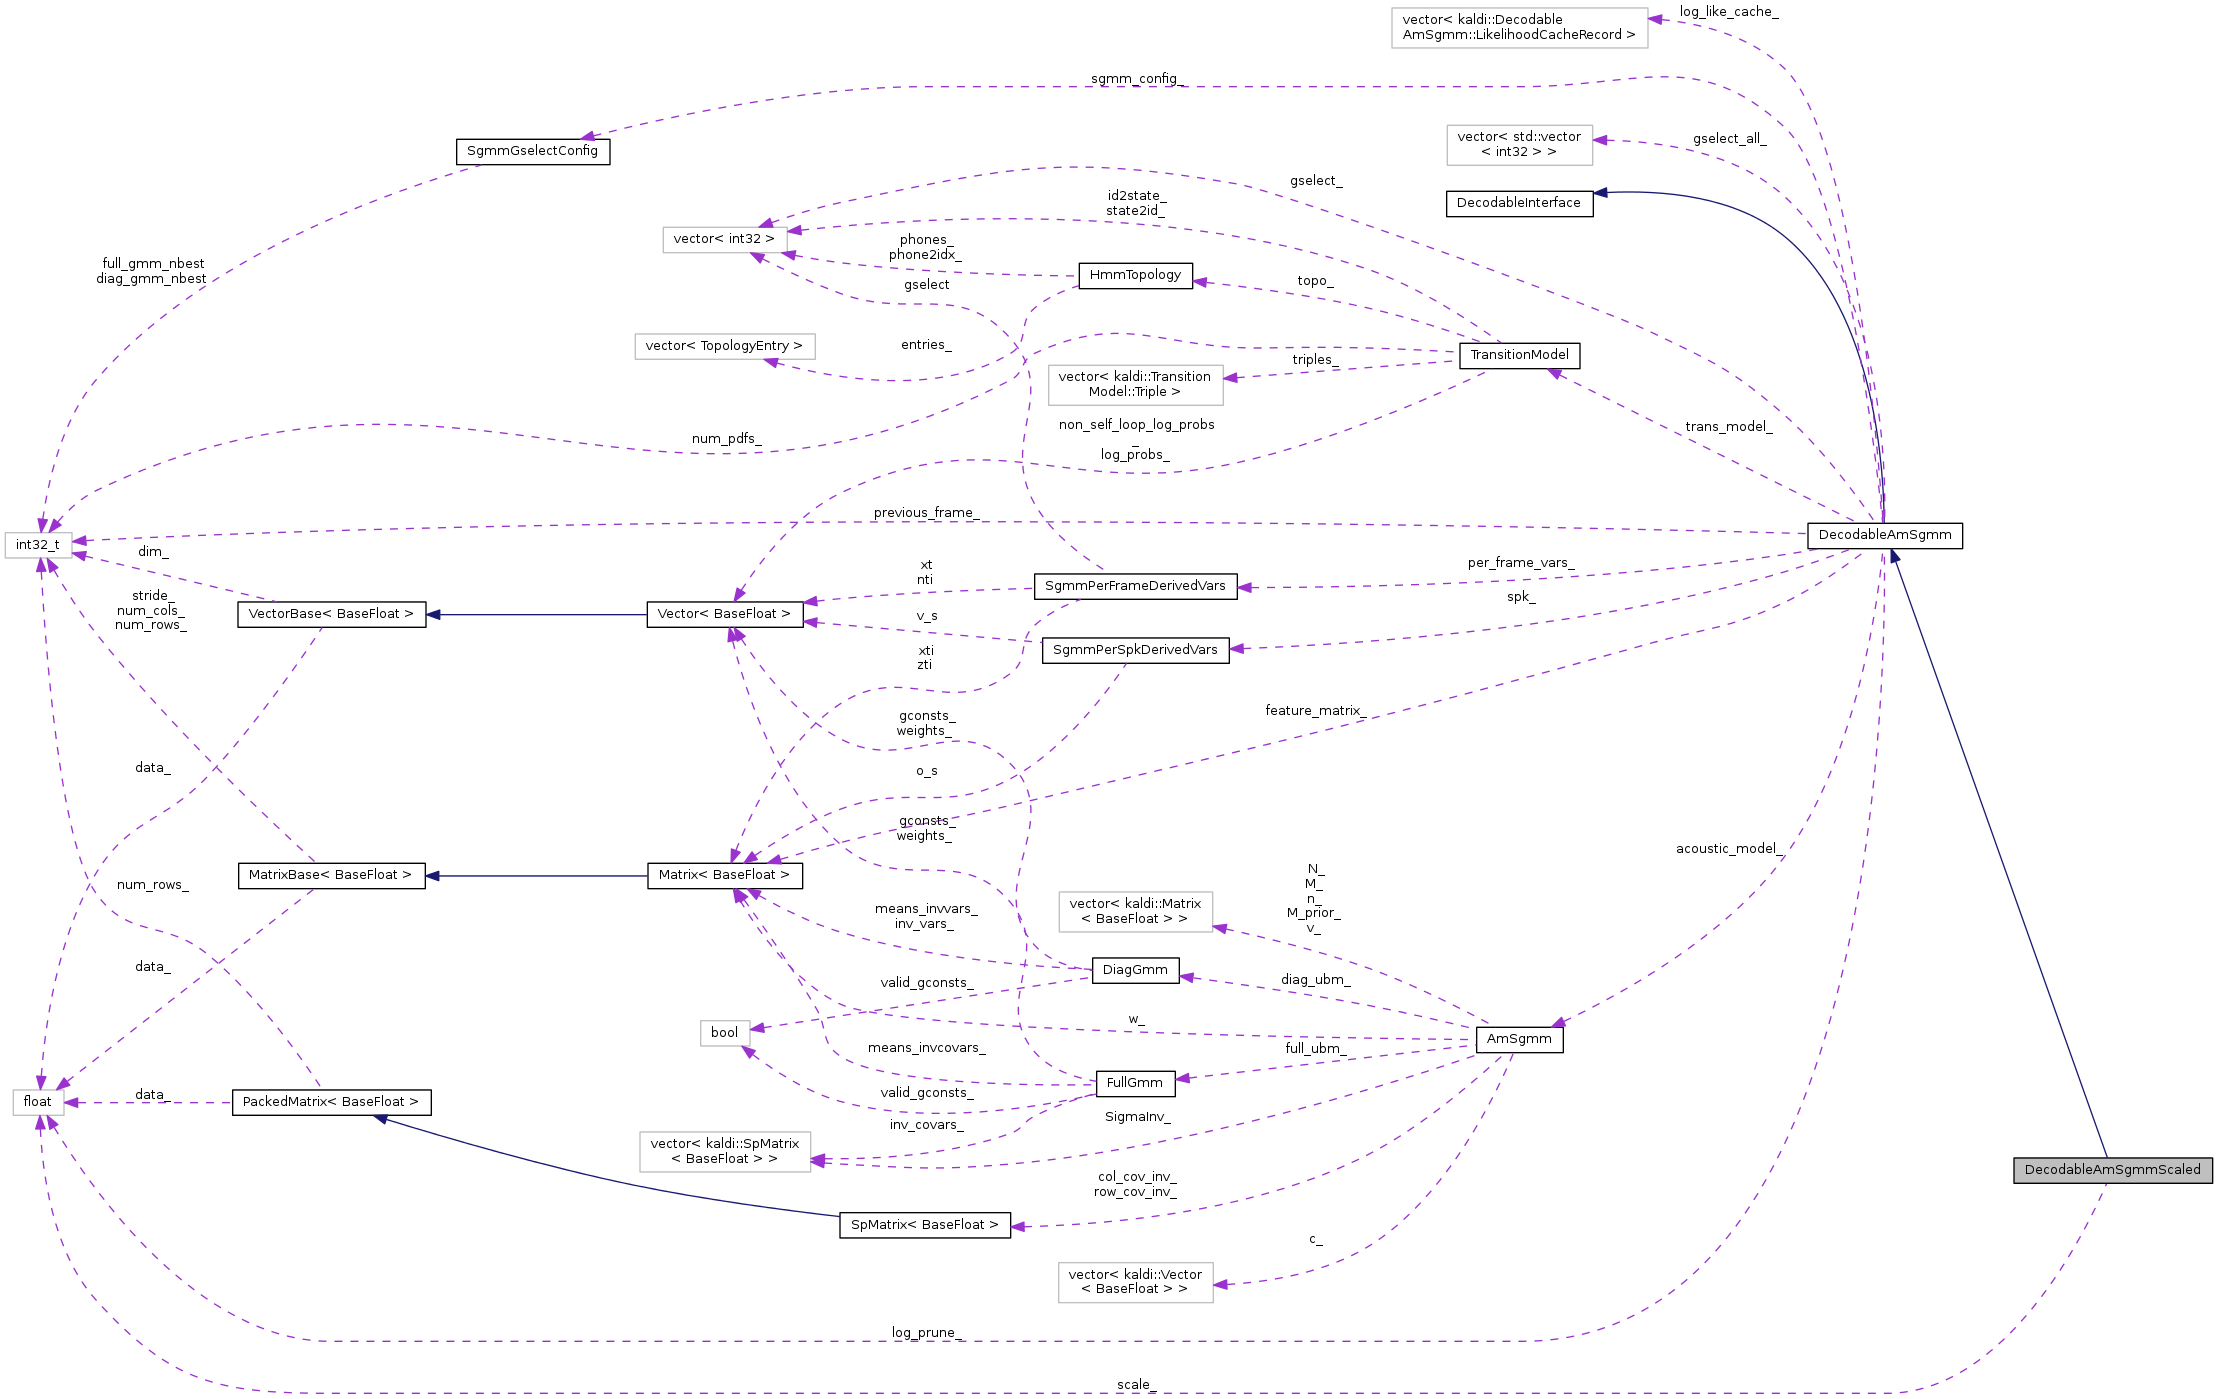 log_like_cache_
vector< kaldi::Decodable
AmSgmm::LikelihoodCacheRecord >
sgmm_config_
vector< std::vector
< int32 > >
gselect_all_
SgmmGselectConfig
gselect_
DecodableInterface
id2state_
state2id_
vector< int32 >
phones_
phone2idx_
full_gmm_nbest
diag_gmm_nbest
HmmTopology
topo_
gselect
vector< TopologyEntry >
entries_
TransitionModel
triples_
vector< kaldi::Transition
Model::Triple >
non_self_loop_log_probs
_
log_probs_
trans_model_
num_pdfs_
previous_frame_
DecodableAmSgmm
int32_t
dim_
xt
nti
per_frame_vars_
SgmmPerFrameDerivedVars
stride_
num_cols_
num_rows_
VectorBase< BaseFloat >
Vector< BaseFloat >
v_s
spk_
SgmmPerSpkDerivedVars
xti
zti
feature_matrix_
gconsts_
weights_
data_
o_s
gconsts_
weights_
acoustic_model_
MatrixBase< BaseFloat >
Matrix< BaseFloat >
num_rows_
N_
M_
n_
M_prior_
v_
vector< kaldi::Matrix
< BaseFloat > >
means_invvars_
inv_vars_
data_
DiagGmm
valid_gconsts_
diag_ubm_
bool
w_
AmSgmm
means_invcovars_
full_ubm_
FullGmm
float
data_
PackedMatrix< BaseFloat >
valid_gconsts_
SigmaInv_
inv_covars_
vector< kaldi::SpMatrix
< BaseFloat > >
DecodableAmSgmmScaled
col_cov_inv_
row_cov_inv_
SpMatrix< BaseFloat >
c_
vector< kaldi::Vector
< BaseFloat > >
log_prune_
scale_